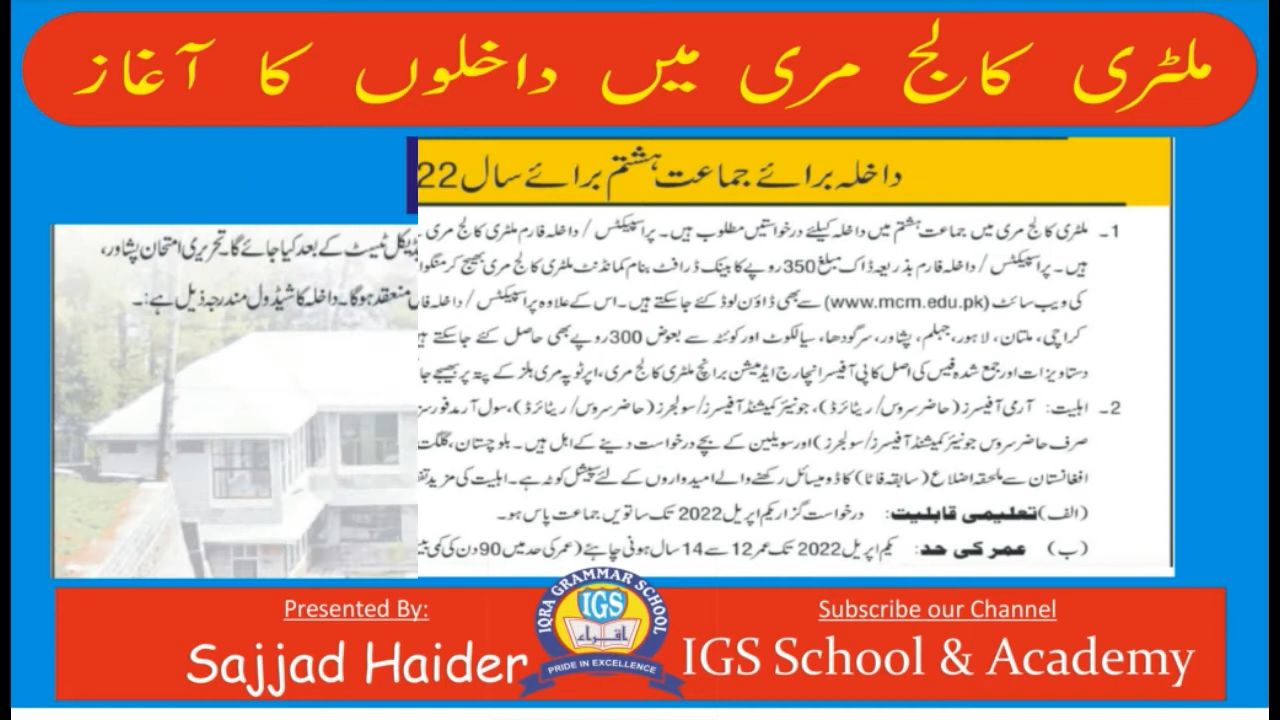 ملٹری کالج مری میں داخلوں کا آغاز
داخلہ برائے جماعت ہشتم برائے سال 22
1۔ ملٹری کالج مری میں جماعت ہشتم میں داخلہ کیلئے درخواستیں مطلوب ہیں۔ پراسپیکٹس / داخلہ فارم ملٹری کالج مری
ہیں۔ پراسپیکٹس / داخلہ فارم بذریعہ ڈاک مبلغ 350 روپے کا بینک ڈرافٹ بنام کمانڈنٹ ملٹری کالج مری بھیج کر منگوا
کی ویب سائٹ (www.mcm.edu.pk) سے بھی ڈاؤن لوڈ کئے جاسکتے ہیں۔ اس کے علاوہ پراسپیکٹس / داخلہ فا
کراچی، ملتان، لاہور، جہلم، پشاور، سرگودھا، سیالکوٹ اور کوئٹہ سے بعوض 300 روپے بھی حاصل کئے جاسکتے ہیں
دستاویزات اور جمع شدہ فیس کی اصل کاپی آفیسر انچارج ایڈمیشن برانچ ملٹری کالج مری، اپر ٹوپہ مری ہلز کے پتہ پر بھیجے جا
2۔ اہلیت: آرمی آفیسرز (حاضر سروس/ ریٹائرڈ)، جونیئر کمیشنڈ آفیسرز/ سولجرز (حاضر سروس/ ریٹائرڈ)، سول آرمڈ فورسز
صرف حاضر سروس جونیئر کمیشنڈ آفیسرز/ سولجرز) اور سویلین کے بچے درخواست دینے کے اہل ہیں۔ بلوچستان، گلگت
افغانستان سے ملحقہ اضلاع (سابقہ فاٹا) کا ڈومیسائل رکھنے والے امیدواروں کے لئے سپیشل کوٹہ ہے۔ اہلیت کی مزید تف
(الف) تعلیمی قابلیت: درخواست گزار یکم اپریل 2022 تک ساتویں جماعت پاس ہو۔
(ب) عمر کی حد: یکم اپریل 2022 تک عمر 12 سے 14 سال ہونی چاہئے (عمر کی حد میں 90 دن کی کمی بی
ڈیکل ٹیسٹ کے بعد کیا جائے گا۔ تحریری امتحان پشاور،
منعقد ہوگا۔ داخلہ کا شیڈول مندرجہ ذیل ہے:۔
Presented By:
Sajjad Haider
IQRA GRAMMAR SCHOOL
IGS
اقراء
PRIDE IN EXCELLENCE
Subscribe our Channel
IGS School & Academy